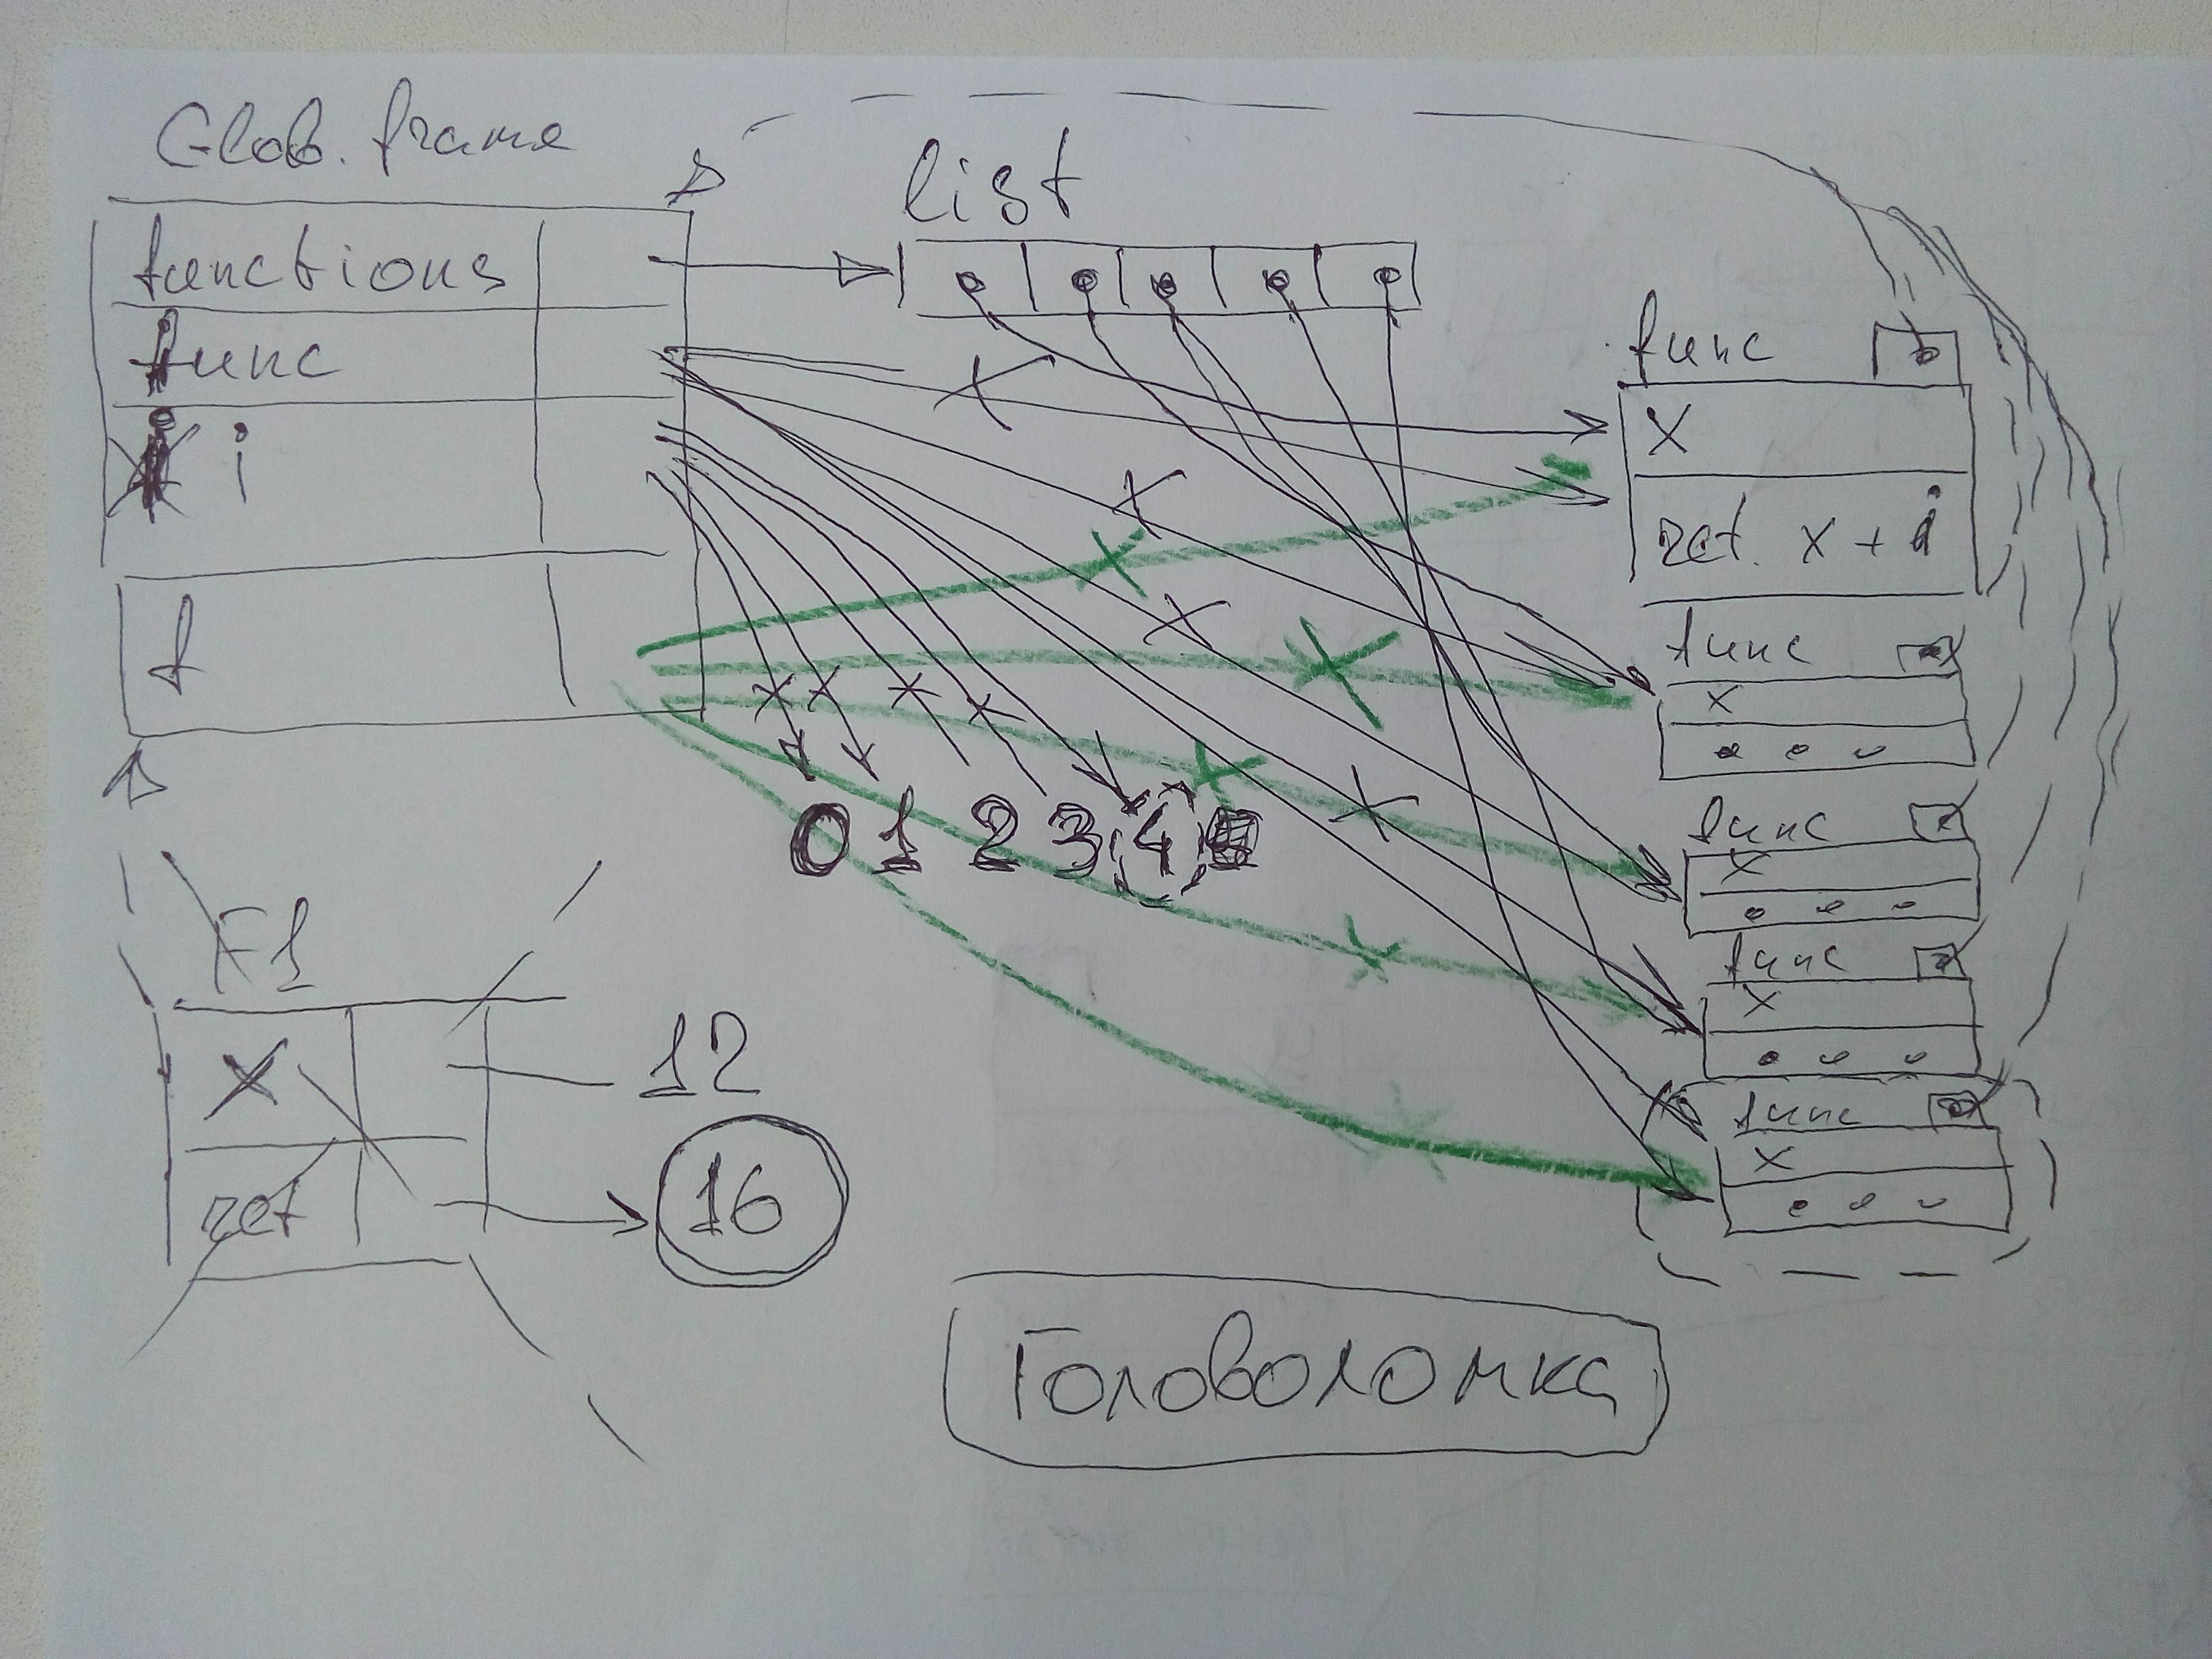 Glob. frame
list
functions
func
i
f
func
x
ret. x + i
func
x
func
x
func
x
func
x
0 1 2 3 4
F1
x 12
ret 16
Головоломка